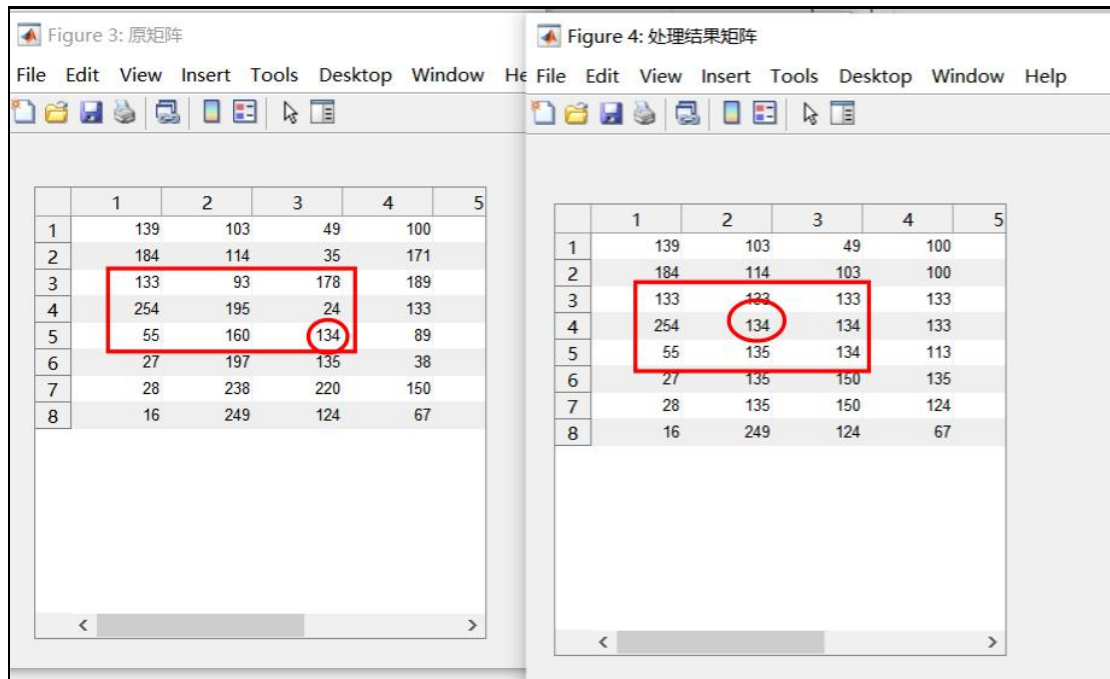 Figure 3: 原矩阵
File Edit View Insert Tools Desktop Window He
1 2 3 4 5
1 139 103 49 100
2 184 114 35 171
3 133 93 178 189
4 254 195 24 133
5 55 160 134 89
6 27 197 135 38
7 28 238 220 150
8 16 249 124 67
Figure 4: 处理结果矩阵
File Edit View Insert Tools Desktop Window Help
1 2 3 4 5
1 139 103 49 100
2 184 114 103 100
3 133 133 133 133
4 254 134 134 133
5 55 135 134 113
6 27 135 150 135
7 28 135 150 124
8 16 249 124 67